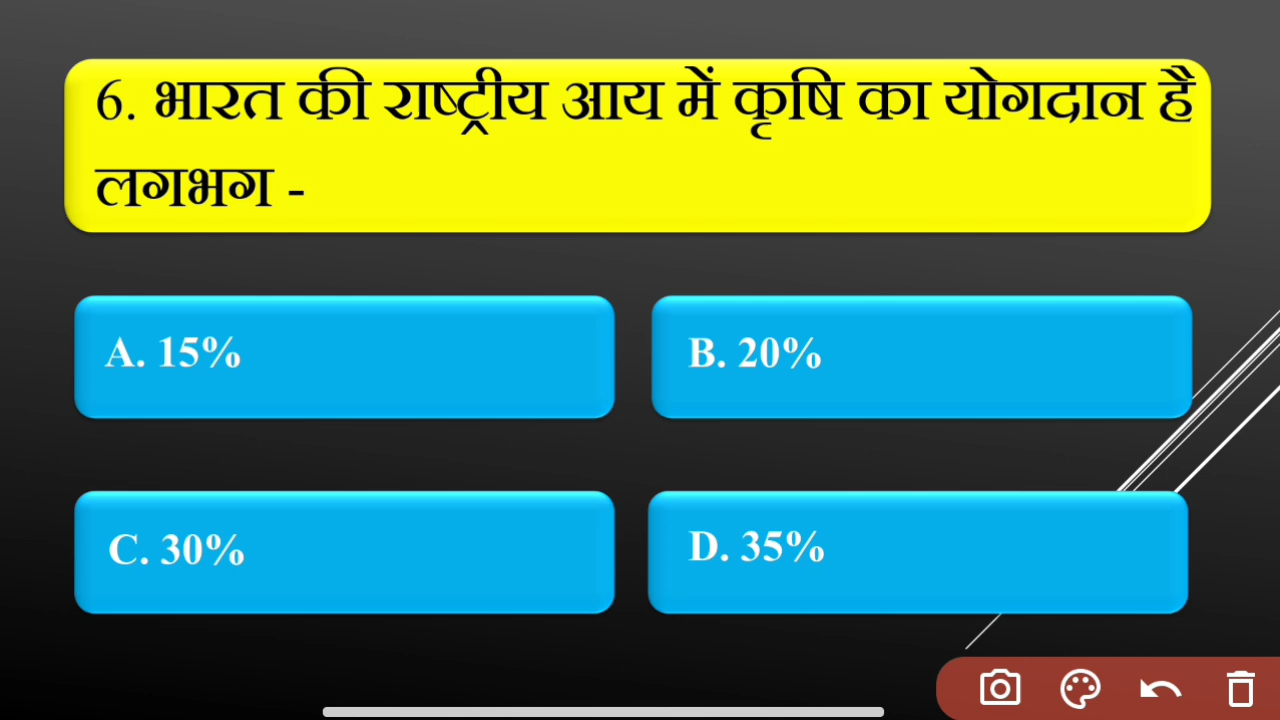 6. भारत की राष्ट्रीय आय में कृषि का योगदान है
लगभग -
A. 15%
B. 20%
C. 30%
D. 35%